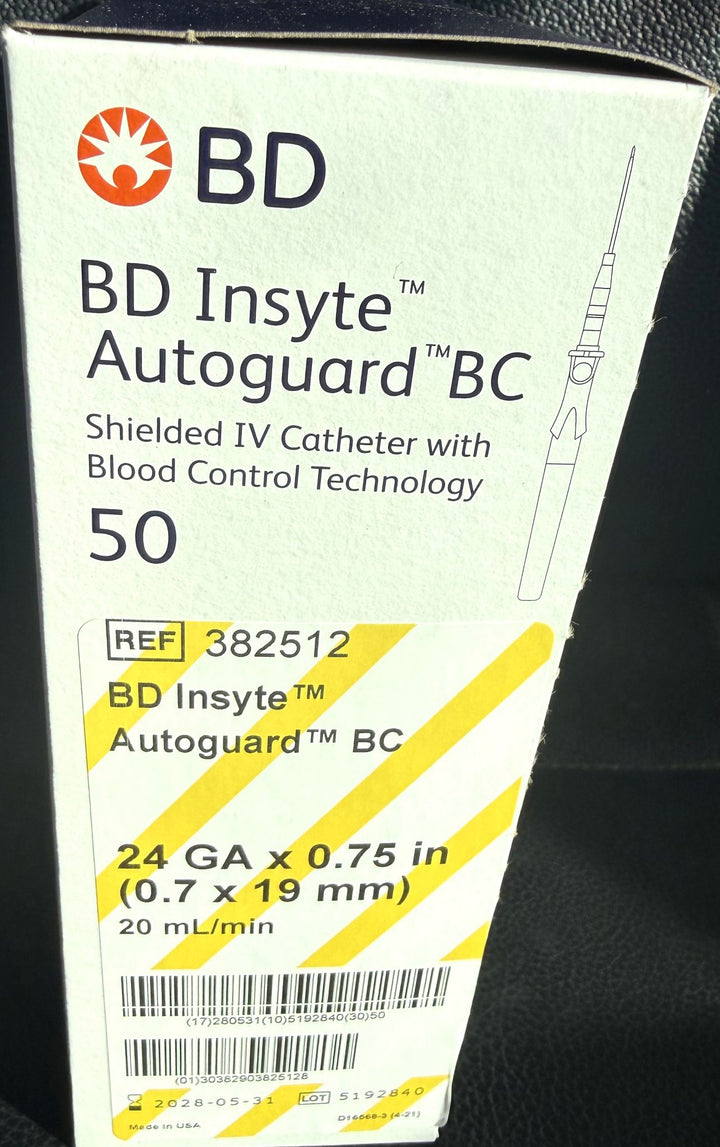 BD
BD Insyte™
Autoguard™ BC
Shielded IV Catheter with
Blood Control Technology
50
REF 382512
BD Insyte™
Autoguard™ BC
24 GA x 0.75 in
(0.7 x 19 mm)
20 mL/min
(17)280531(10)5192840(30)50
(01)30382903825128
2028-05-31 LOT 5192840
Made in USA D16668-3 (4-21)